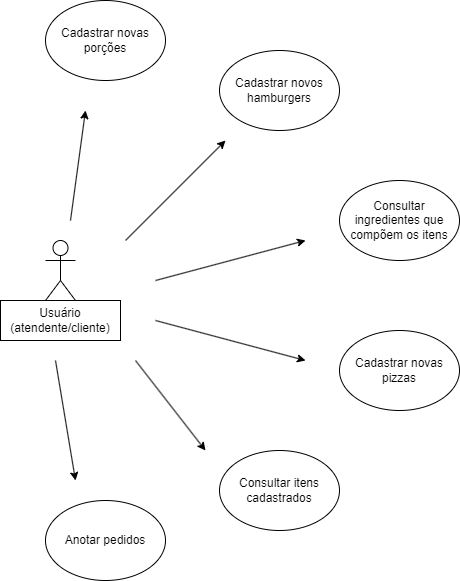 Cadastrar novas
porções
Cadastrar novos
hamburgers
Consultar
ingredientes que
compõem os itens
Usuário
(atendente/cliente)
Cadastrar novas
pizzas
Consultar itens
cadastrados
Anotar pedidos